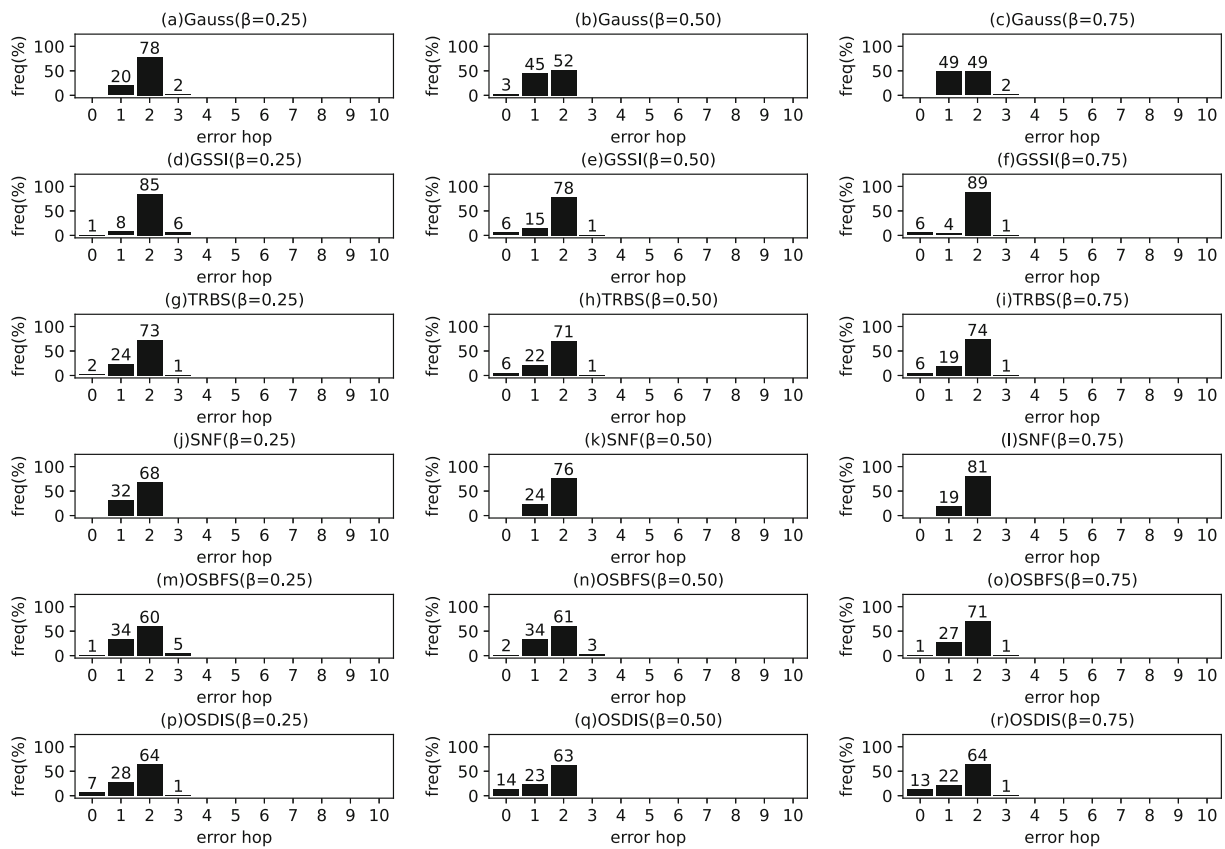 (a)Gauss(β=0.25) (b)Gauss(β=0.50) (c)Gauss(β=0.75)
freq(%) 100 50 0 20 78 2 freq(%) 100 50 0 3 45 52 freq(%) 100 50 0 49 49 2
0 1 2 3 4 5 6 7 8 9 10 0 1 2 3 4 5 6 7 8 9 10 0 1 2 3 4 5 6 7 8 9 10
error hop error hop error hop
(d)GSSI(β=0.25) (e)GSSI(β=0.50) (f)GSSI(β=0.75)
freq(%) 100 50 0 1 8 85 6 freq(%) 100 50 0 6 15 78 1 freq(%) 100 50 0 6 4 89 1
0 1 2 3 4 5 6 7 8 9 10 0 1 2 3 4 5 6 7 8 9 10 0 1 2 3 4 5 6 7 8 9 10
error hop error hop error hop
(g)TRBS(β=0.25) (h)TRBS(β=0.50) (i)TRBS(β=0.75)
freq(%) 100 50 0 2 24 73 1 freq(%) 100 50 0 6 22 71 1 freq(%) 100 50 0 6 19 74 1
0 1 2 3 4 5 6 7 8 9 10 0 1 2 3 4 5 6 7 8 9 10 0 1 2 3 4 5 6 7 8 9 10
error hop error hop error hop
(j)SNF(β=0.25) (k)SNF(β=0.50) (l)SNF(β=0.75)
freq(%) 100 50 0 32 68 freq(%) 100 50 0 24 76 freq(%) 100 50 0 19 81
0 1 2 3 4 5 6 7 8 9 10 0 1 2 3 4 5 6 7 8 9 10 0 1 2 3 4 5 6 7 8 9 10
error hop error hop error hop
(m)OSBFS(β=0.25) (n)OSBFS(β=0.50) (o)OSBFS(β=0.75)
freq(%) 100 50 0 1 34 60 5 freq(%) 100 50 0 2 34 61 3 freq(%) 100 50 0 1 27 71 1
0 1 2 3 4 5 6 7 8 9 10 0 1 2 3 4 5 6 7 8 9 10 0 1 2 3 4 5 6 7 8 9 10
error hop error hop error hop
(p)OSDIS(β=0.25) (q)OSDIS(β=0.50) (r)OSDIS(β=0.75)
freq(%) 100 50 0 7 28 64 1 freq(%) 100 50 0 14 23 63 freq(%) 100 50 0 13 22 64 1
0 1 2 3 4 5 6 7 8 9 10 0 1 2 3 4 5 6 7 8 9 10 0 1 2 3 4 5 6 7 8 9 10
error hop error hop error hop